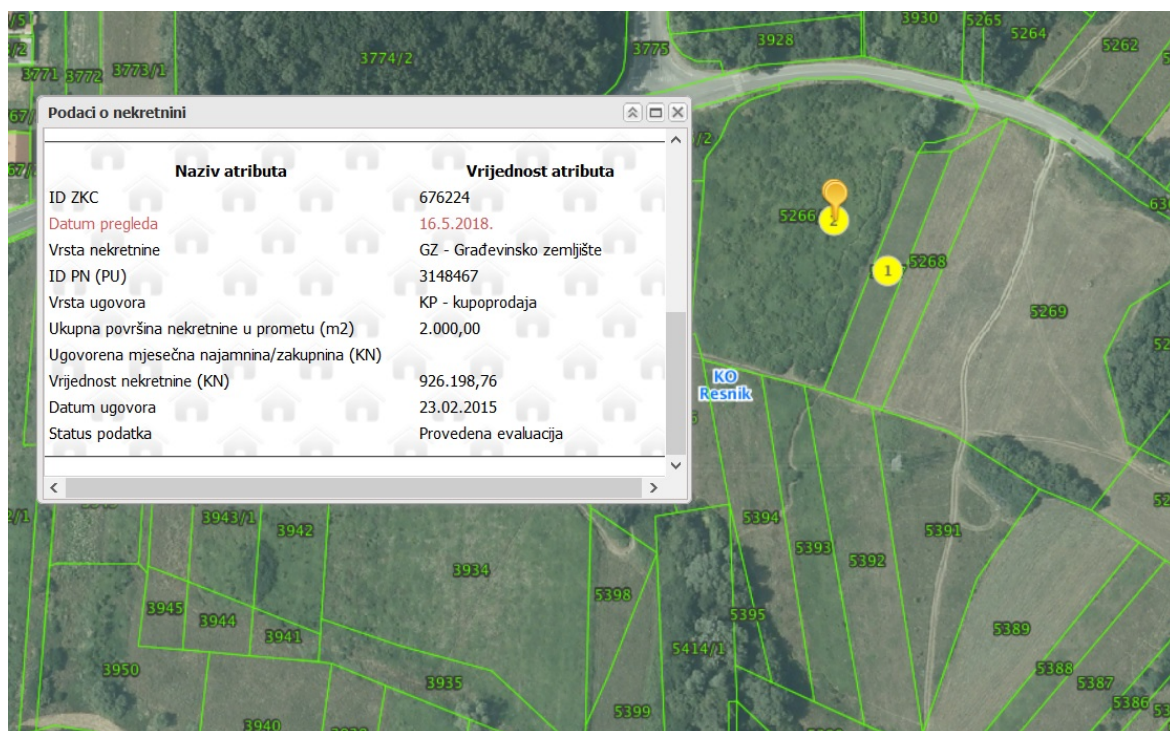 3930 5265
5264
5262
3928
3775
3774/2
3771 3772 3773/1
Podaci o nekretnini
Naziv atributa Vrijednost atributa
ID ZKC 676224
Datum pregleda 16.5.2018.
Vrsta nekretnine GZ - Građevinsko zemljište
ID PN (PU) 3148467
Vrsta ugovora KP - kupoprodaja
Ukupna površina nekretnine u prometu (m2) 2.000,00
Ugovorena mjesečna najamnina/zakupnina (KN)
Vrijednost nekretnine (KN) 926.198,76
Datum ugovora 23.02.2015
Status podatka Provedena evaluacija
5266 2
1 5268
5269
KO
Resnik
3943/1
3942
5394
5391
5393
5392
3934
5398
3945
3944
3941
5395
5389
5414/1
3950
3935
5388
5387
5386
5399
3940